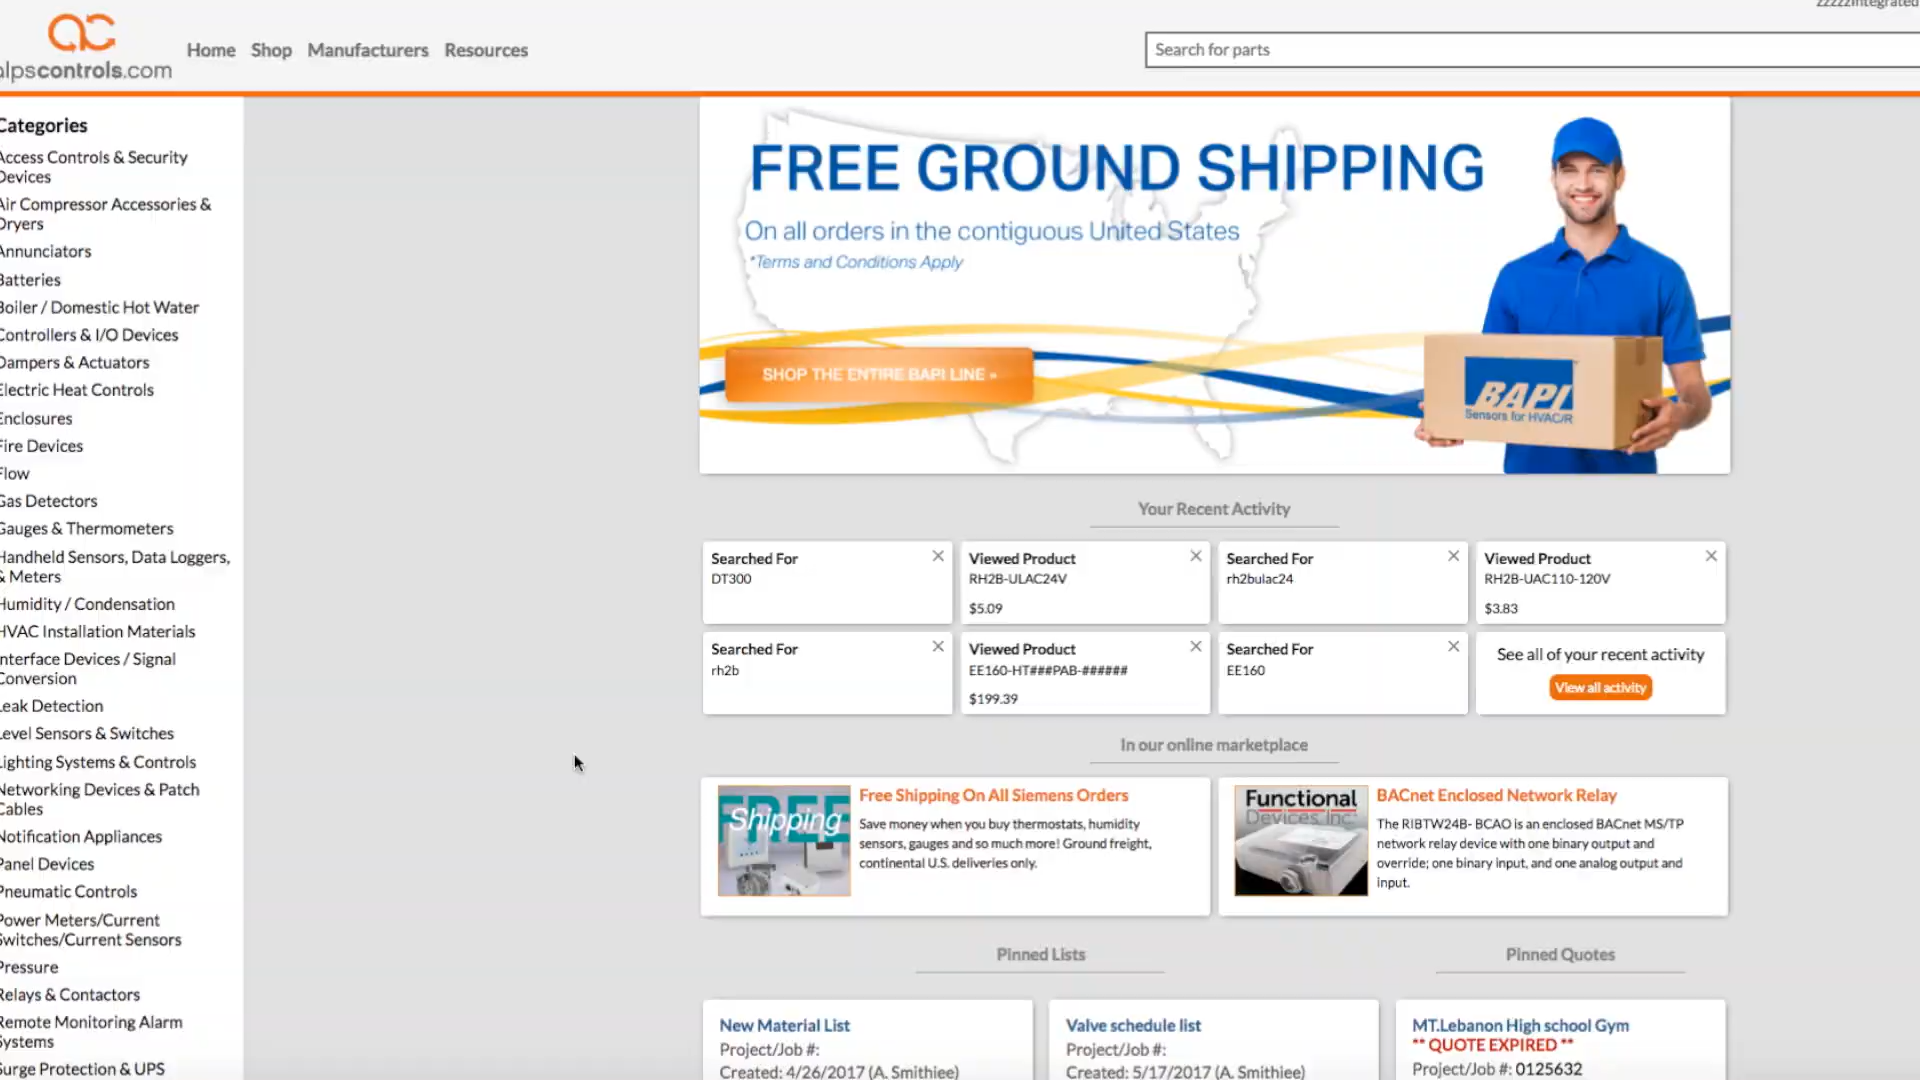 alpscontrols.com
Home Shop Manufacturers Resources
Search for parts
Categories
Access Controls & Security
Devices
Air Compressor Accessories &
Dryers
Annunciators
Batteries
Boiler / Domestic Hot Water
Controllers & I/O Devices
Dampers & Actuators
Electric Heat Controls
Enclosures
Fire Devices
Flow
Gas Detectors
Gauges & Thermometers
Handheld Sensors, Data Loggers,
& Meters
Humidity / Condensation
HVAC Installation Materials
Interface Devices / Signal
Conversion
Leak Detection
Level Sensors & Switches
Lighting Systems & Controls
Networking Devices & Patch
Cables
Notification Appliances
Panel Devices
Pneumatic Controls
Power Meters/Current
Switches/Current Sensors
Pressure
Relays & Contactors
Remote Monitoring Alarm
Systems
Surge Protection & UPS
FREE GROUND SHIPPING
On all orders in the contiguous United States
*Terms and Conditions Apply
SHOP THE ENTIRE BAPI LINE »
BAPI
Sensors for HVAC/R
Your Recent Activity
Searched For
DT300
Viewed Product
RH2B-ULAC24V
$5.09
Searched For
rh2bulac24
Viewed Product
RH2B-UAC110-120V
$3.83
Searched For
rh2b
Viewed Product
EE160-HT###PAB-######
$199.39
Searched For
EE160
See all of your recent activity
View all activity
In our online marketplace
FREE
Shipping
Free Shipping On All Siemens Orders
Save money when you buy thermostats, humidity
sensors, gauges and so much more! Ground freight,
continental U.S. deliveries only.
Functional
Devices, Inc.
BACnet Enclosed Network Relay
The RIBTW24B- BCAO is an enclosed BACnet MS/TP
network relay device with one binary output and
override; one binary input, and one analog output and
input.
Pinned Lists
New Material List
Project/Job #:
Created: 4/26/2017 (A. Smithiee)
Valve schedule list
Project/Job #:
Created: 5/17/2017 (A. Smithiee)
Pinned Quotes
MT.Lebanon High school Gym
** QUOTE EXPIRED **
Project/Job #: 0125632